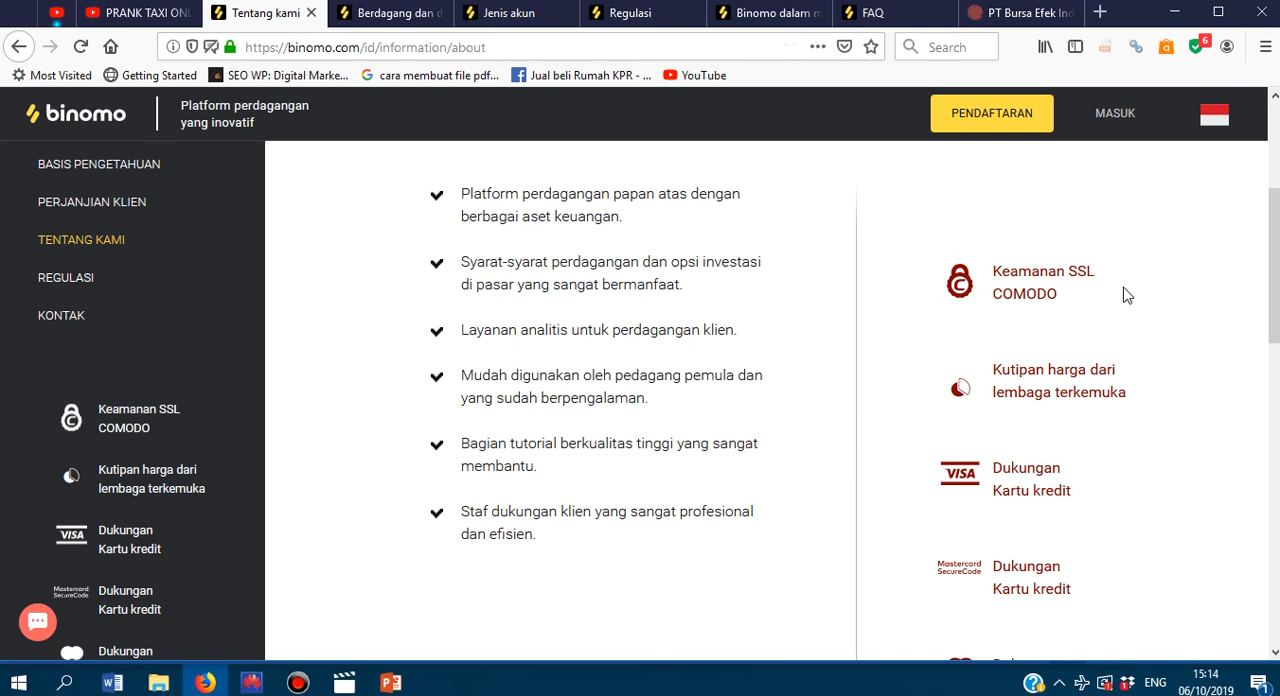 PRANK TAXI ONL
Tentang kami
Berdagang dan d
Jenis akun
Regulasi
Binomo dalam m
FAQ
PT Bursa Efek Ind
https://binomo.com/id/information/about
Search
6
Most Visited
Getting Started
SEO WP: Digital Marke...
cara membuat file pdf...
Jual beli Rumah KPR - ...
YouTube
binomo
Platform perdagangan
yang inovatif
PENDAFTARAN
MASUK
BASIS PENGETAHUAN
PERJANJIAN KLIEN
TENTANG KAMI
REGULASI
KONTAK
Keamanan SSL
COMODO
Kutipan harga dari
lembaga terkemuka
VISA
Dukungan
Kartu kredit
Mastercard
SecureCode
Dukungan
Kartu kredit
Dukungan
Platform perdagangan papan atas dengan
berbagai aset keuangan.
Syarat-syarat perdagangan dan opsi investasi
di pasar yang sangat bermanfaat.
Layanan analitis untuk perdagangan klien.
Mudah digunakan oleh pedagang pemula dan
yang sudah berpengalaman.
Bagian tutorial berkualitas tinggi yang sangat
membantu.
Staf dukungan klien yang sangat profesional
dan efisien.
Keamanan SSL
COMODO
Kutipan harga dari
lembaga terkemuka
VISA
Dukungan
Kartu kredit
Mastercard
SecureCode
Dukungan
Kartu kredit
ENG
15:14
06/10/2019
1